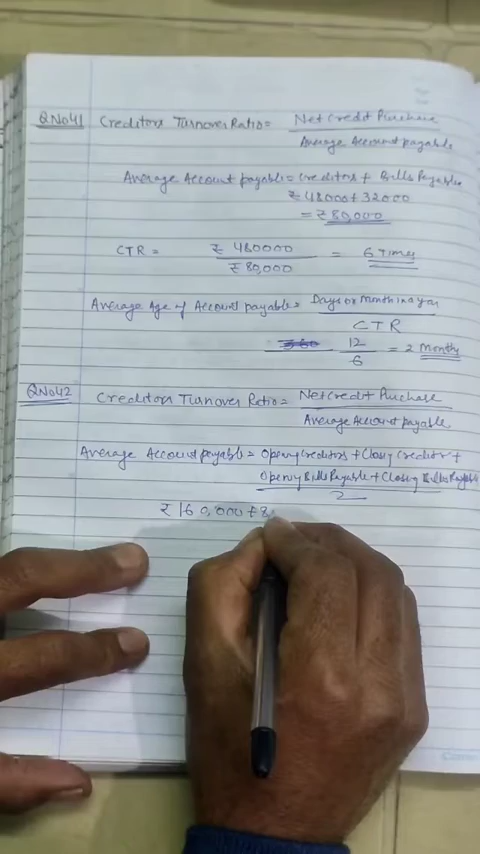 QNo41 Creditors Turnover Ratio = Net Credit Purchase
Average Account payable
Average Account payable = Creditors + Bills Payable
₹ 48000 + 32000
= ₹ 80,000
CTR = ₹ 480000 = 6 Times
₹ 80,000
Average Age of Account payable = Days or Month in a year
CTR
12 = 2 Months
6
QNo42 Creditors Turnover Ratio = Net Credit Purchase
Average Account payable
Average Account payable = Opening Creditors + Closing Creditors +
Opening Bills Payable + Closing Bills Payable
2
₹ 160,000 + 8